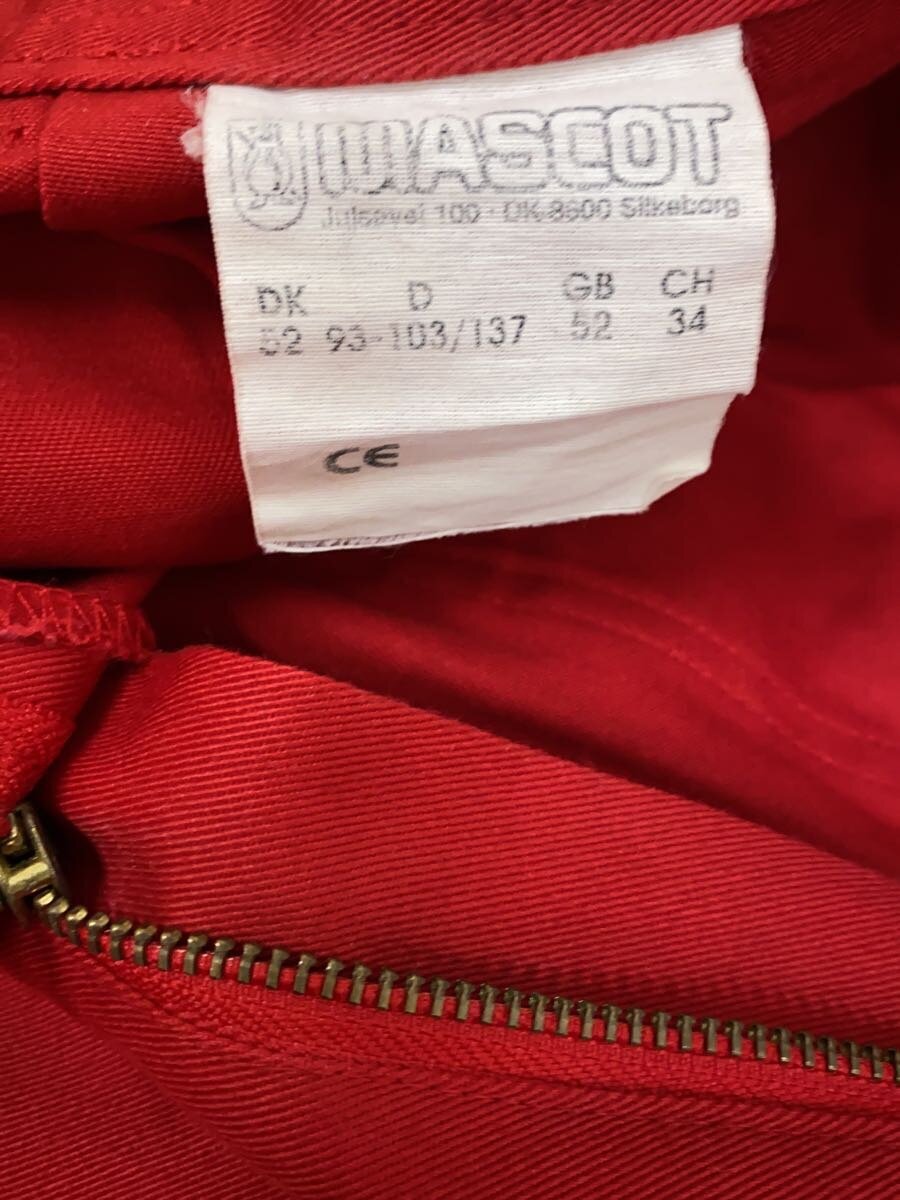 MASCOT
Julsøvej 100 · DK-8600 Silkeborg
DK D GB CH
52 93-103/137 52 34
CE